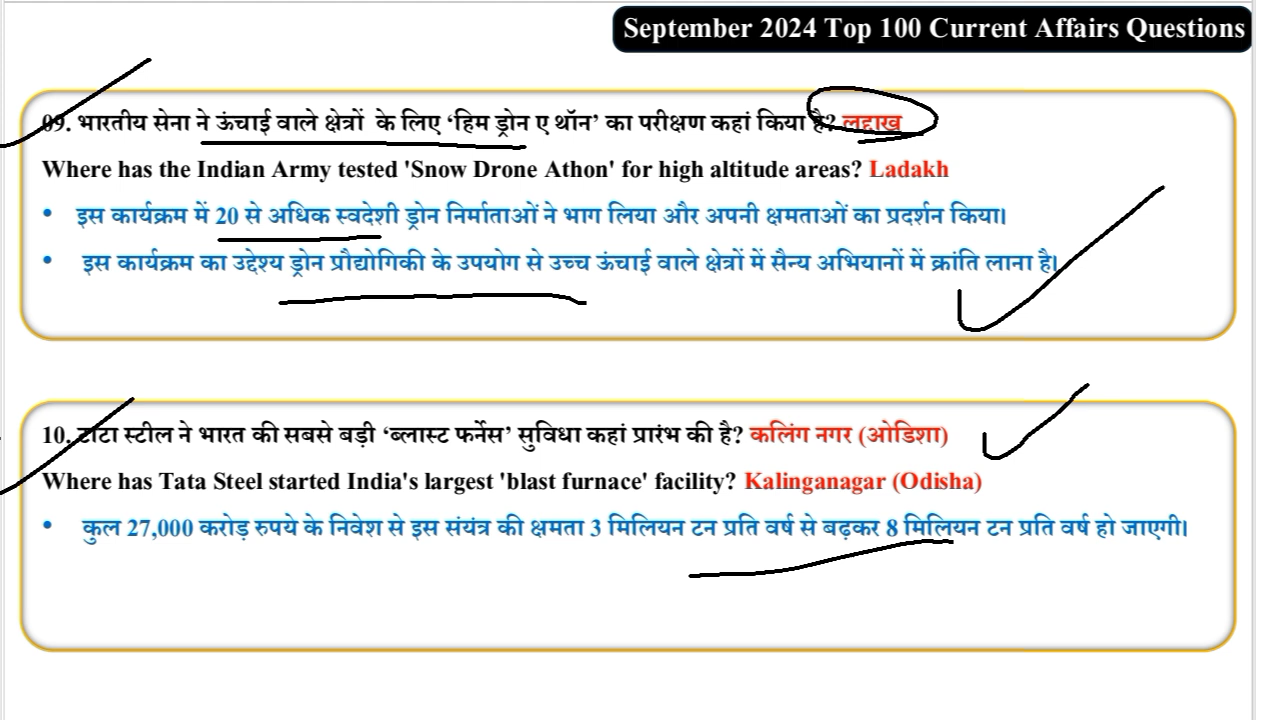 September 2024 Top 100 Current Affairs Questions
09. भारतीय सेना ने ऊंचाई वाले क्षेत्रों के लिए ‘हिम ड्रोन ए थॉन’ का परीक्षण कहां किया है? लद्दाख
Where has the Indian Army tested 'Snow Drone Athon' for high altitude areas? Ladakh
• इस कार्यक्रम में 20 से अधिक स्वदेशी ड्रोन निर्माताओं ने भाग लिया और अपनी क्षमताओं का प्रदर्शन किया।
• इस कार्यक्रम का उद्देश्य ड्रोन प्रौद्योगिकी के उपयोग से उच्च ऊंचाई वाले क्षेत्रों में सैन्य अभियानों में क्रांति लाना है।
10. टाटा स्टील ने भारत की सबसे बड़ी ‘ब्लास्ट फर्नेस’ सुविधा कहां प्रारंभ की है? कलिंग नगर (ओडिशा)
Where has Tata Steel started India's largest 'blast furnace' facility? Kalinganagar (Odisha)
• कुल 27,000 करोड़ रुपये के निवेश से इस संयंत्र की क्षमता 3 मिलियन टन प्रति वर्ष से बढ़कर 8 मिलियन टन प्रति वर्ष हो जाएगी।